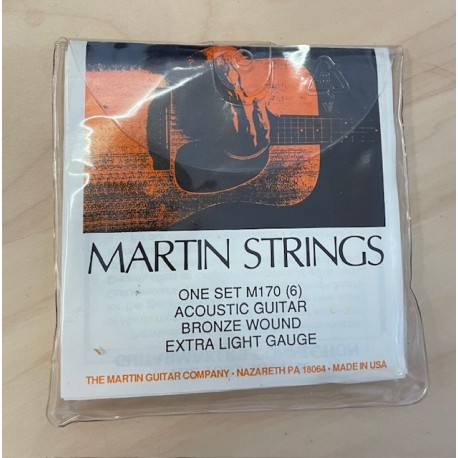 MARTIN STRINGS
ONE SET M170 (6)
ACOUSTIC GUITAR
BRONZE WOUND
EXTRA LIGHT GAUGE
THE MARTIN GUITAR COMPANY • NAZARETH PA 18064 • MADE IN USA